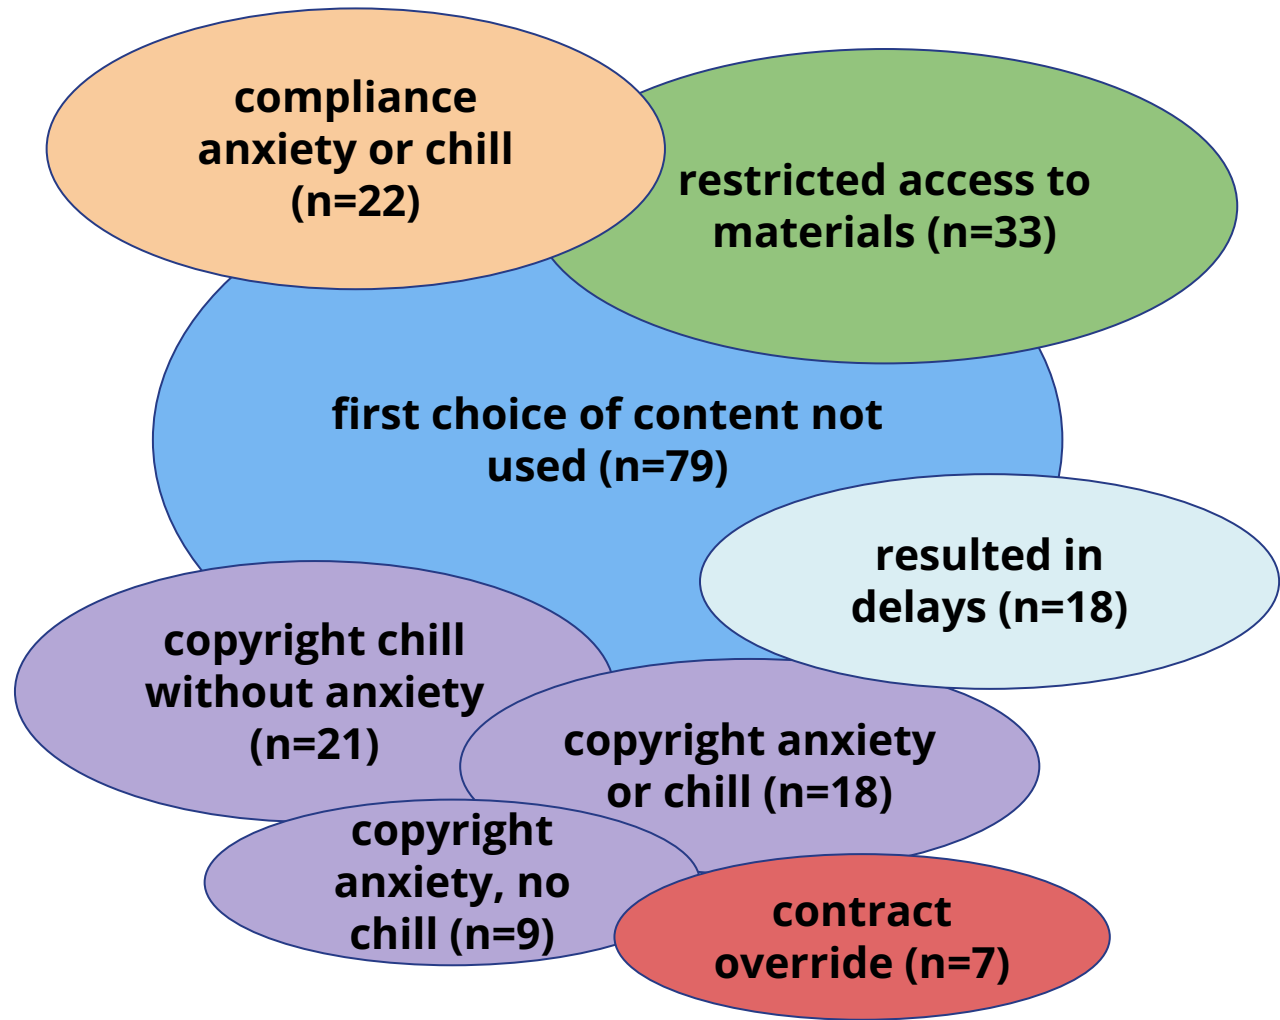 compliance
anxiety or chill
(n=22)
restricted access to
materials (n=33)
first choice of content not
used (n=79)
resulted in
delays (n=18)
copyright chill
without anxiety
(n=21)
copyright anxiety
or chill (n=18)
copyright
anxiety, no
chill (n=9)
contract
override (n=7)